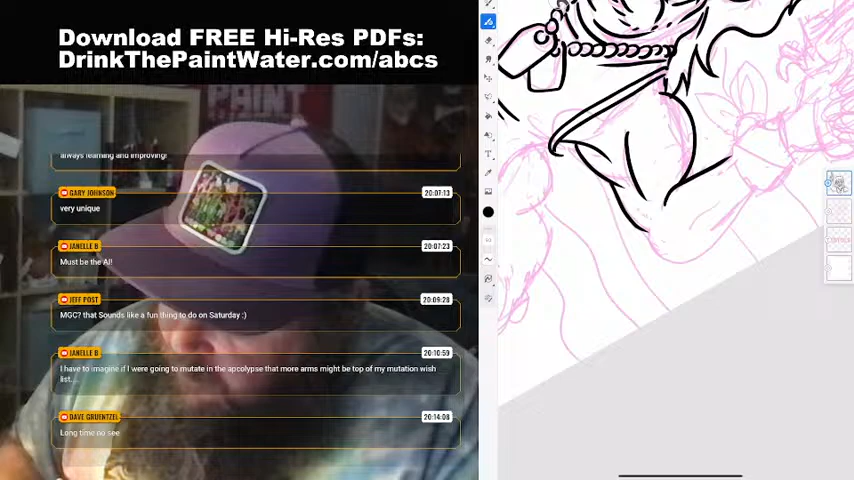 Download FREE Hi-Res PDFs:
DrinkThePaintWater.com/abcs
PAINT
always learning and improving!
GARY JOHNSON
20:07:13
very unique
JANELLE B
20:07:23
Must be the AI!
JEFF POST
20:09:28
MGC? that Sounds like a fun thing to do on Saturday :)
JANELLE B
20:10:59
I have to imagine if I were going to mutate in the apcolypse that more arms might be top of my mutation wish
list...
DAVE GRUENTZEL
20:14:08
Long time no see